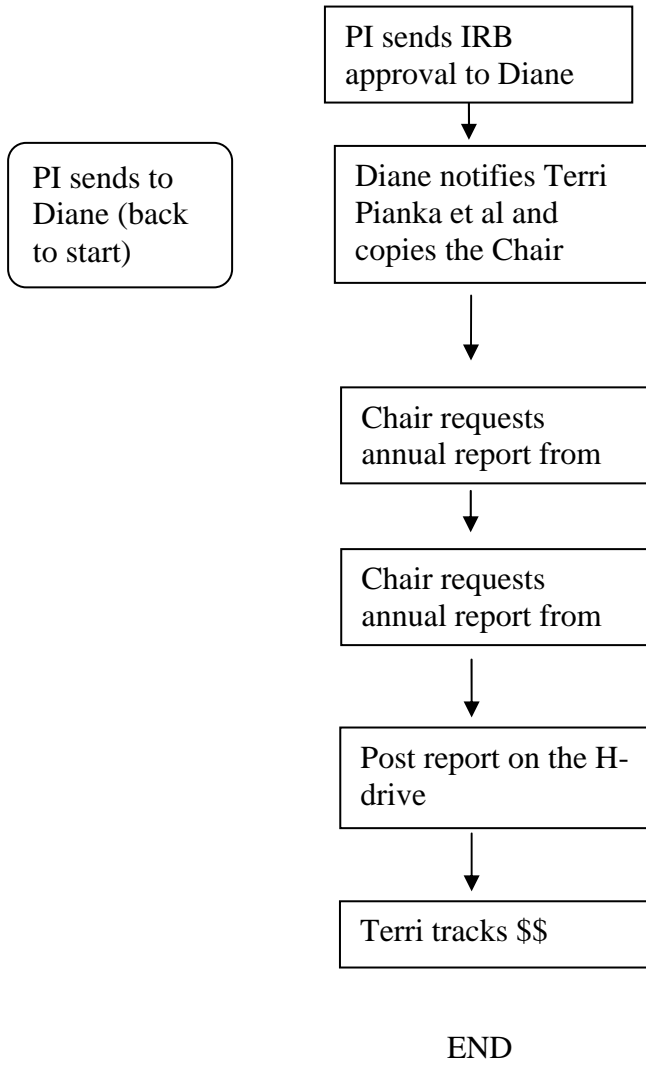 PI sends IRB
approval to Diane
PI sends to
Diane (back
to start)
Diane notifies Terri
Pianka et al and
copies the Chair
Chair requests
annual report from
Chair requests
annual report from
Post report on the H-
drive
Terri tracks $$
END